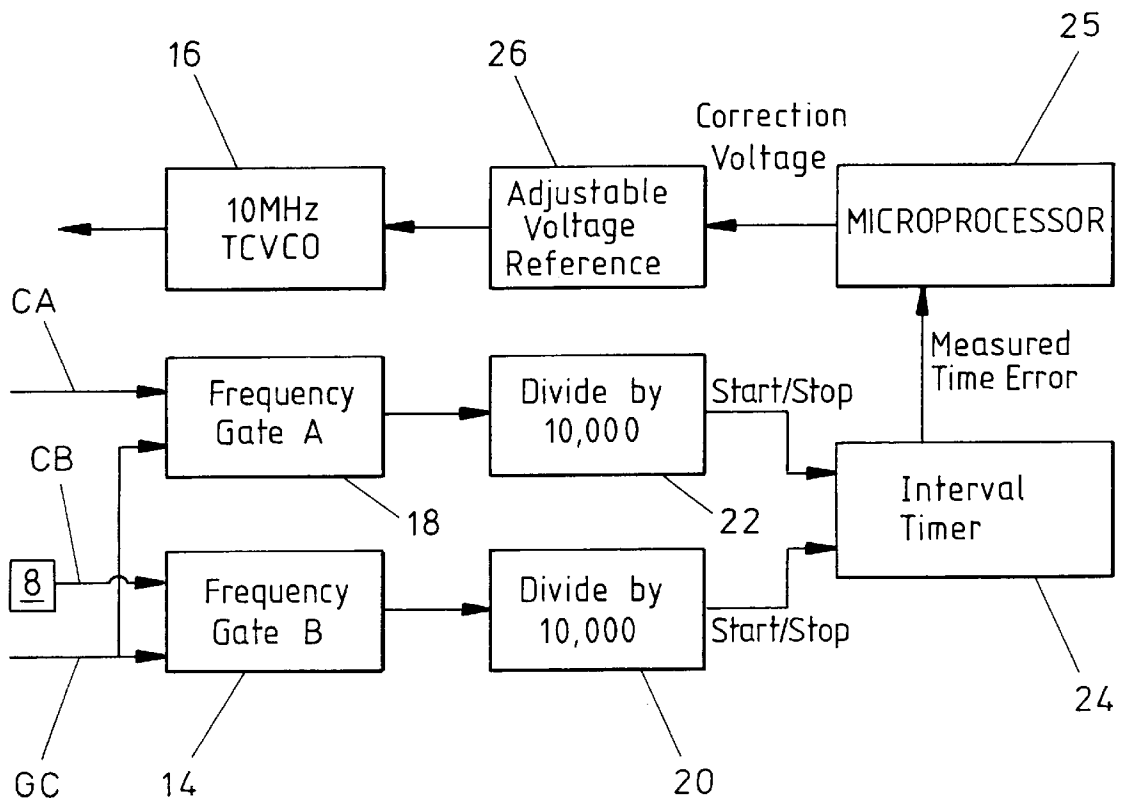 16
26
25
Correction
Voltage
10MHz
TCVCO
Adjustable
Voltage
Reference
MICROPROCESSOR
CA
Measured
Time Error
Frequency
Gate A
Divide by
10,000
Start/Stop
CB
18
22
Interval
Timer
8
Frequency
Gate B
Divide by
10,000
Start/Stop
24
GC
14
20